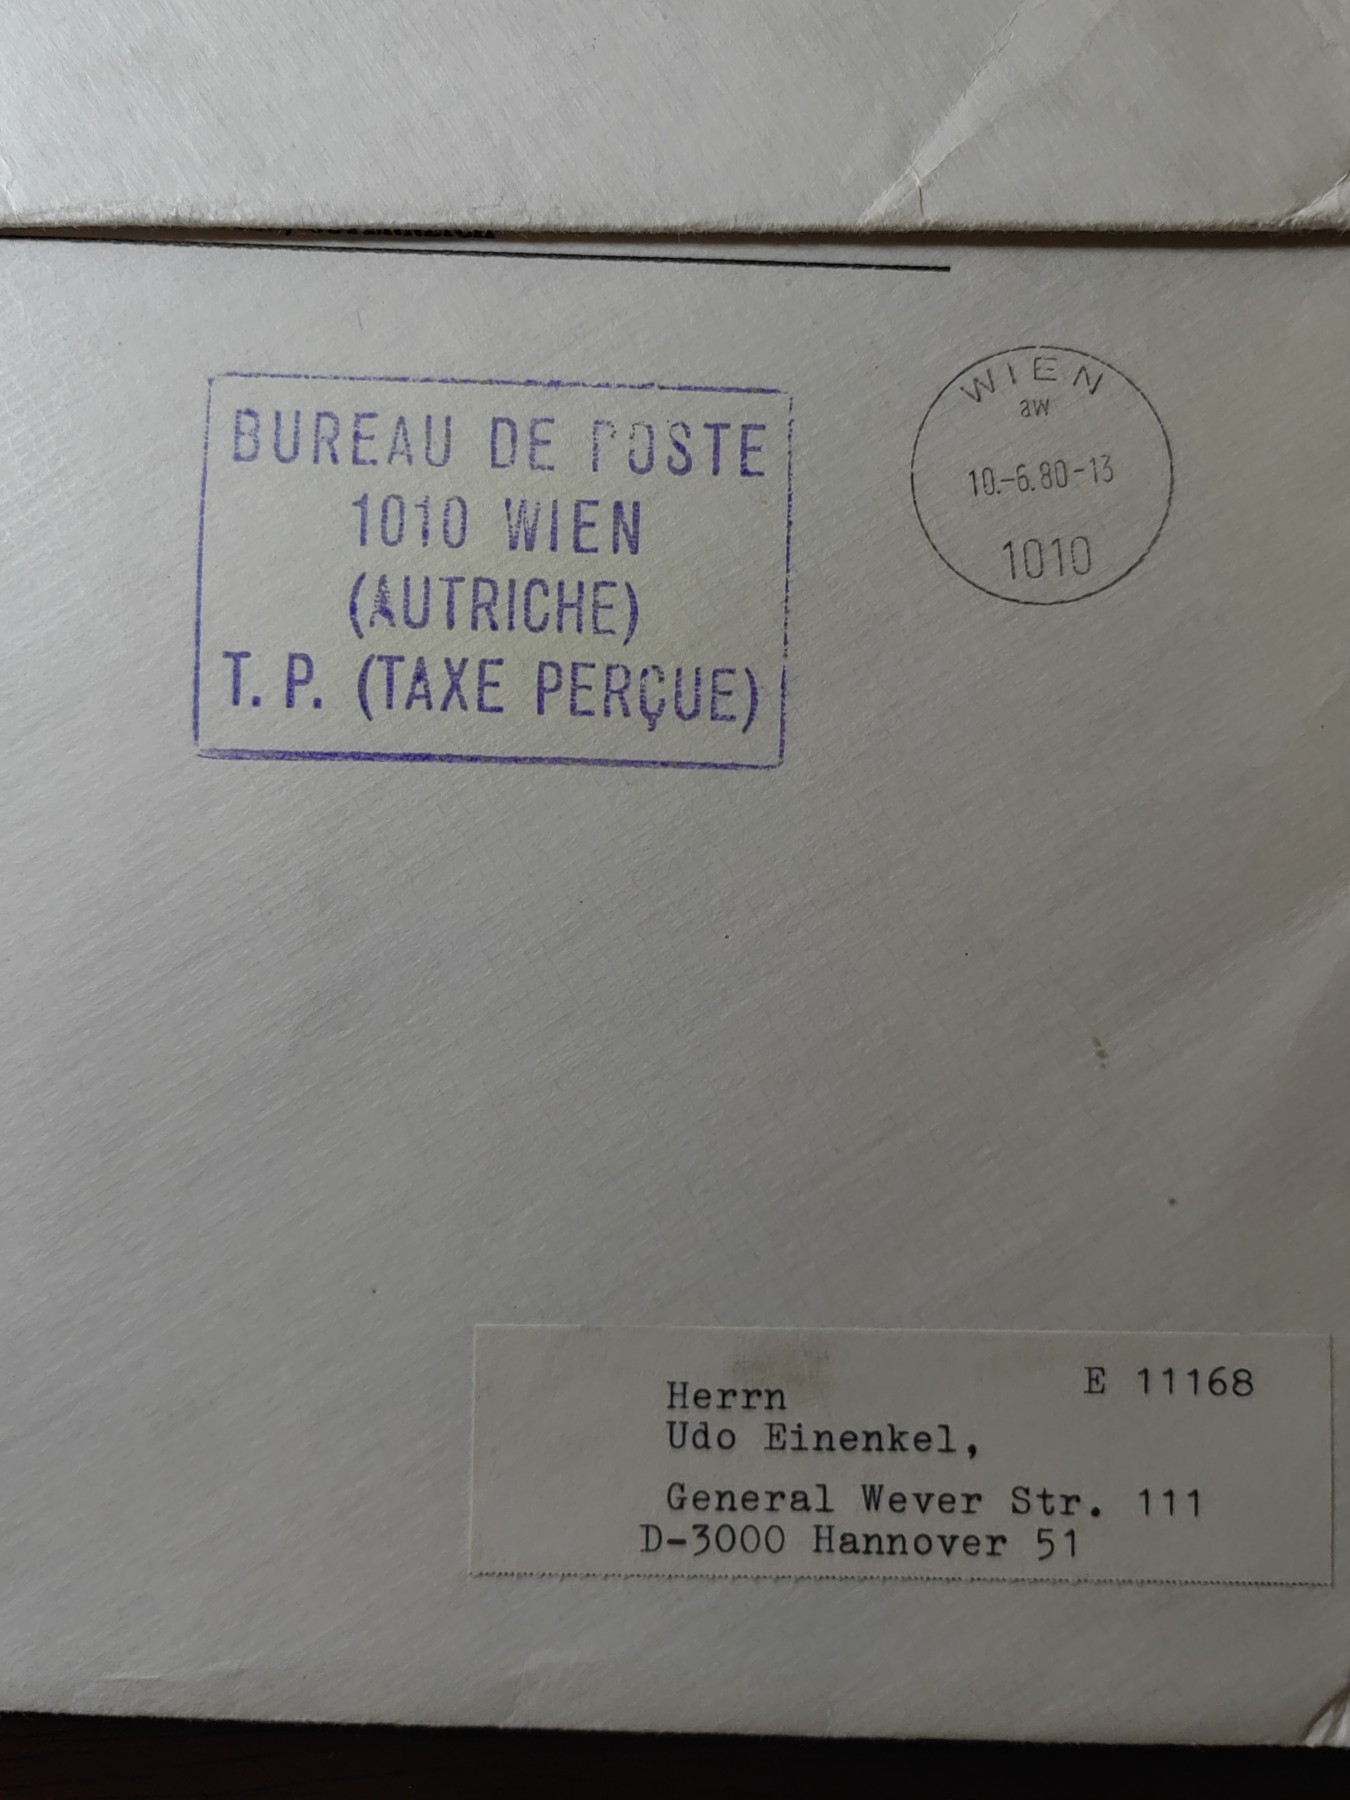 BUREAU DE POSTE
1010 WIEN
(AUTRICHE)
T. P. (TAXE PERÇUE)
WIEN
aw
10.-6.80-13
1010
E 11168
Herrn
Udo Einenkel,
General Wever Str. 111
D-3000 Hannover 51